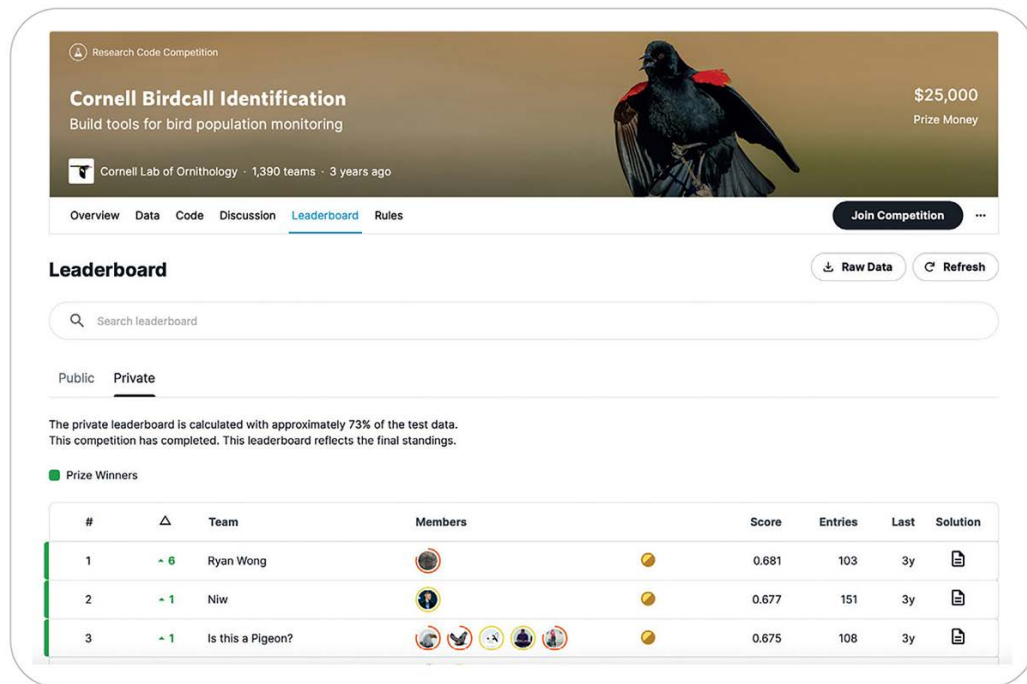 Research Code Competition
Cornell Birdcall Identification
Build tools for bird population monitoring
$25,000
Prize Money
Cornell Lab of Ornithology · 1,390 teams · 3 years ago
Overview Data Code Discussion Leaderboard Rules Join Competition ...
Leaderboard
Raw Data Refresh
Search leaderboard
Public Private
The private leaderboard is calculated with approximately 73% of the test data.
This competition has completed. This leaderboard reflects the final standings.
Prize Winners
# △ Team Members Score Entries Last Solution
1 6 Ryan Wong 0.681 103 3y
2 1 Niw 0.677 151 3y
3 1 Is this a Pigeon? 0.675 108 3y